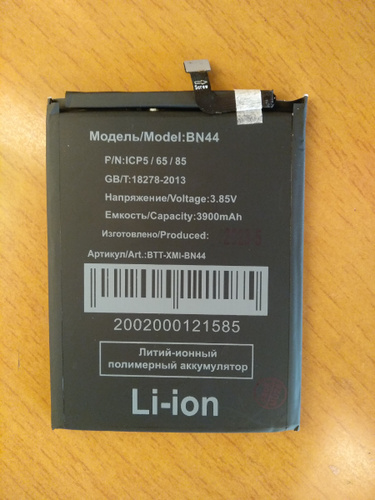 Screw
Модель/Model:BN44
P/N:ICP5 / 65 / 85
GB/T:18278-2013
Напряжение/Voltage:3.85V
Емкость/Capacity:3900mAh
Изготовлено/Produced:
Артикул/Art.:BTT-XMI-BN44
2002000121585
Литий-ионный
полимерный аккумулятор
Li-ion